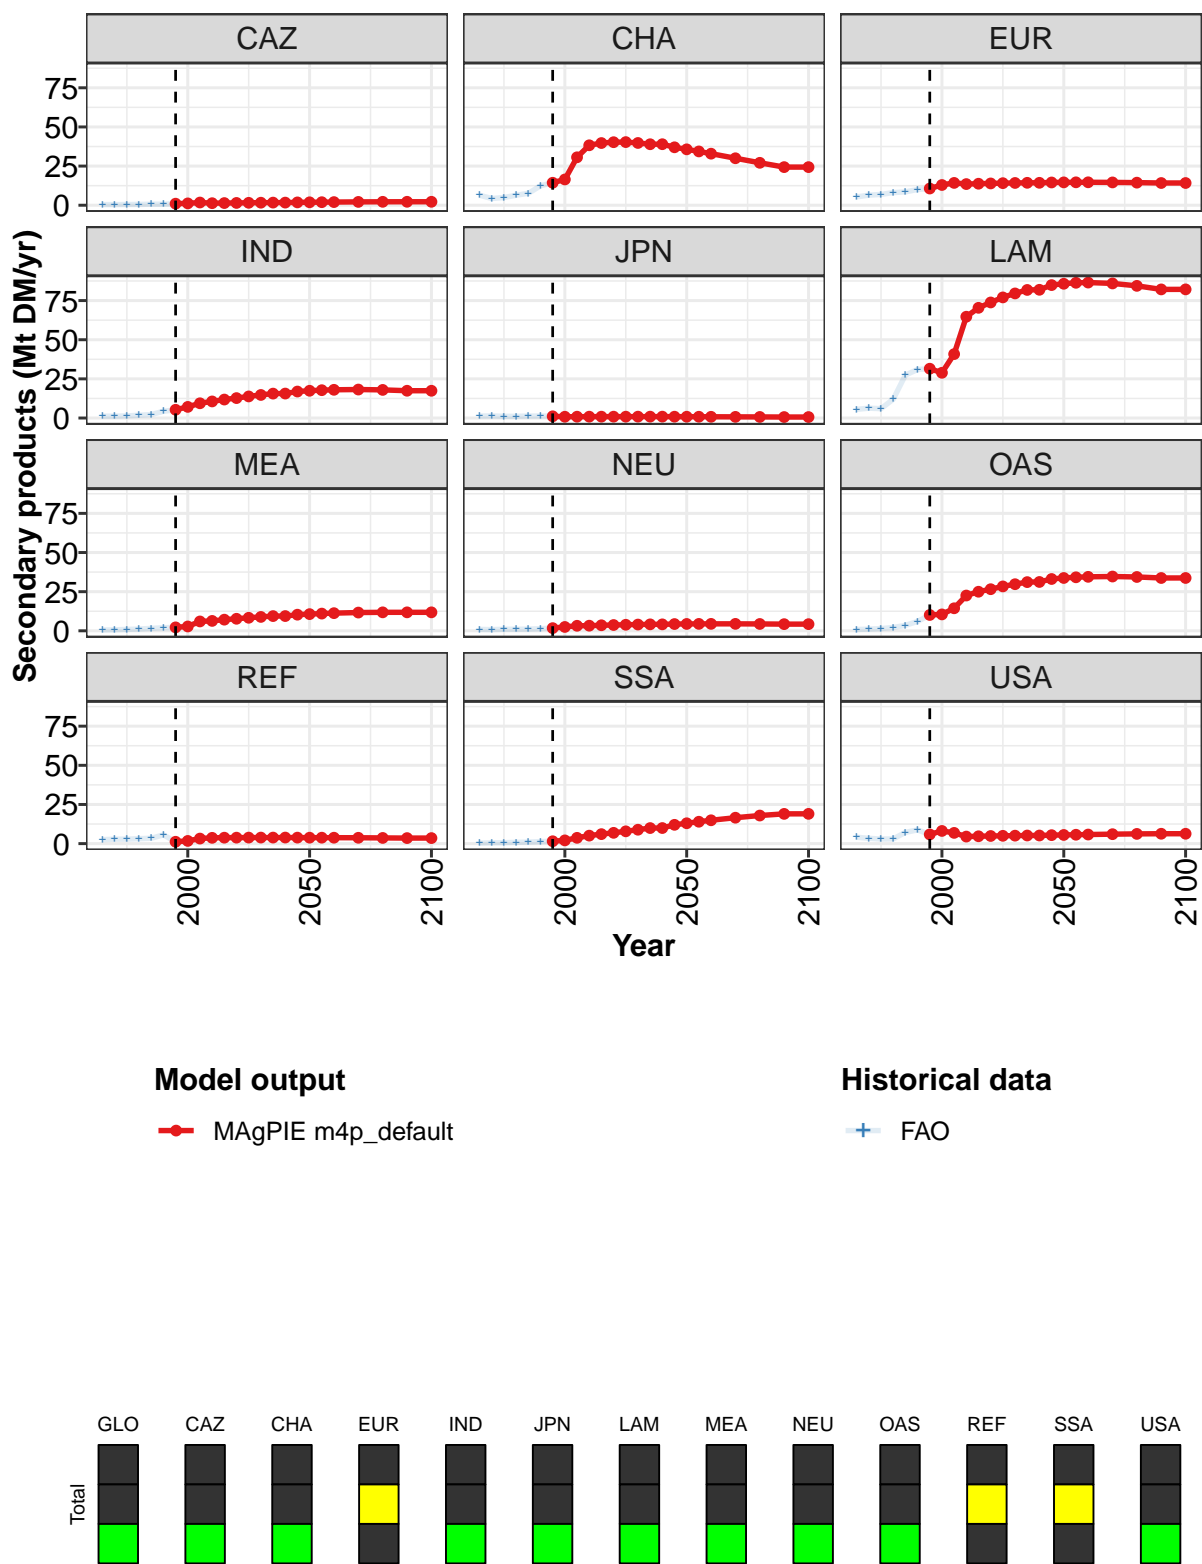 CAZ CHA EUR
75
50
25
0
IND JPN LAM
75
50
25
0
MEA NEU OAS
75
50
25
0
REF SSA USA
75
50
25
0
Secondary products (Mt DM/yr)
2000 2050 2100 2000 2050 2100 2000 2050 2100
Year
Model output Historical data
MAgPIE m4p_default FAO
GLO CAZ CHA EUR IND JPN LAM MEA NEU OAS REF SSA USA
Total